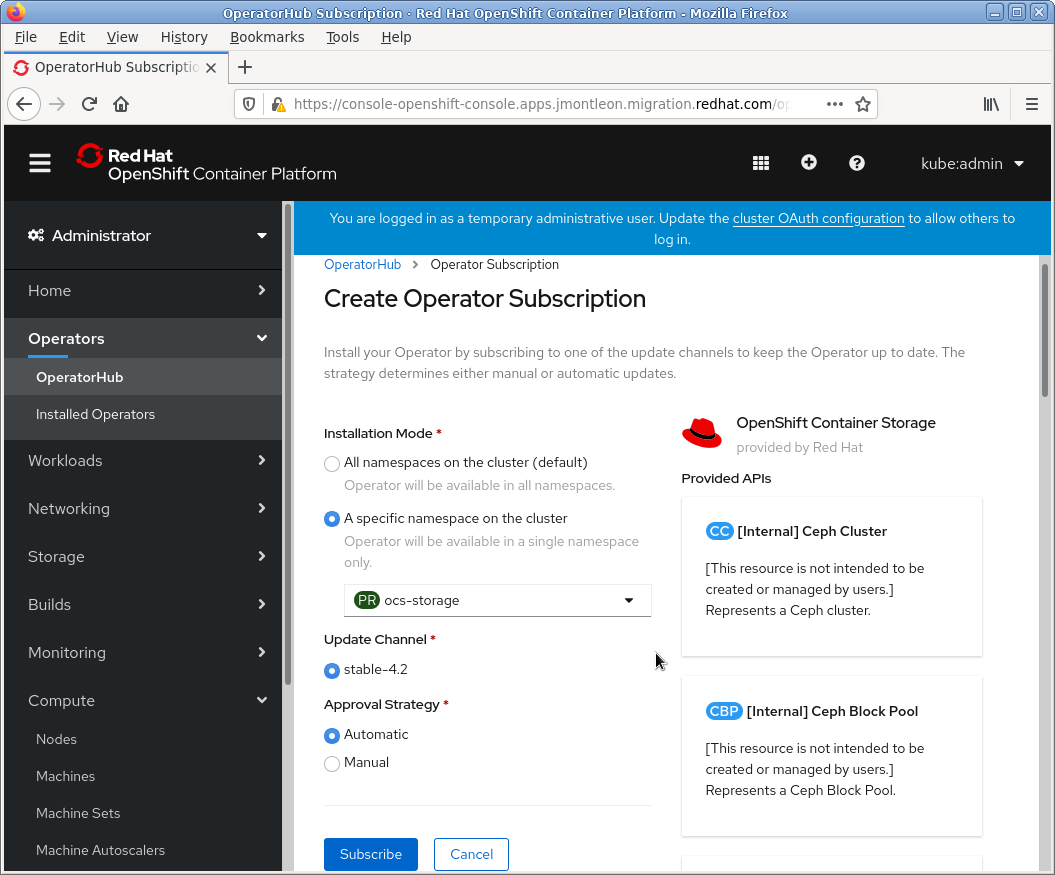 OperatorHub Subscription · Red Hat OpenShift Container Platform - Mozilla Firefox
File Edit View History Bookmarks Tools Help
OperatorHub Subscriptio
https://console-openshift-console.apps.jmontleon.migration.redhat.com/op
Red Hat
OpenShift Container Platform
kube:admin
Administrator
Home
Operators
OperatorHub
Installed Operators
Workloads
Networking
Storage
Builds
Monitoring
Compute
Nodes
Machines
Machine Sets
Machine Autoscalers
You are logged in as a temporary administrative user. Update the cluster OAuth configuration to allow others to
log in.
OperatorHub > Operator Subscription
Create Operator Subscription
Install your Operator by subscribing to one of the update channels to keep the Operator up to date. The
strategy determines either manual or automatic updates.
Installation Mode *
All namespaces on the cluster (default)
Operator will be available in all namespaces.
A specific namespace on the cluster
Operator will be available in a single namespace
only.
PR ocs-storage
Update Channel *
stable-4.2
Approval Strategy *
Automatic
Manual
Subscribe Cancel
OpenShift Container Storage
provided by Red Hat
Provided APIs
CC [Internal] Ceph Cluster
[This resource is not intended to be
created or managed by users.]
Represents a Ceph cluster.
CBP [Internal] Ceph Block Pool
[This resource is not intended to be
created or managed by users.]
Represents a Ceph Block Pool.